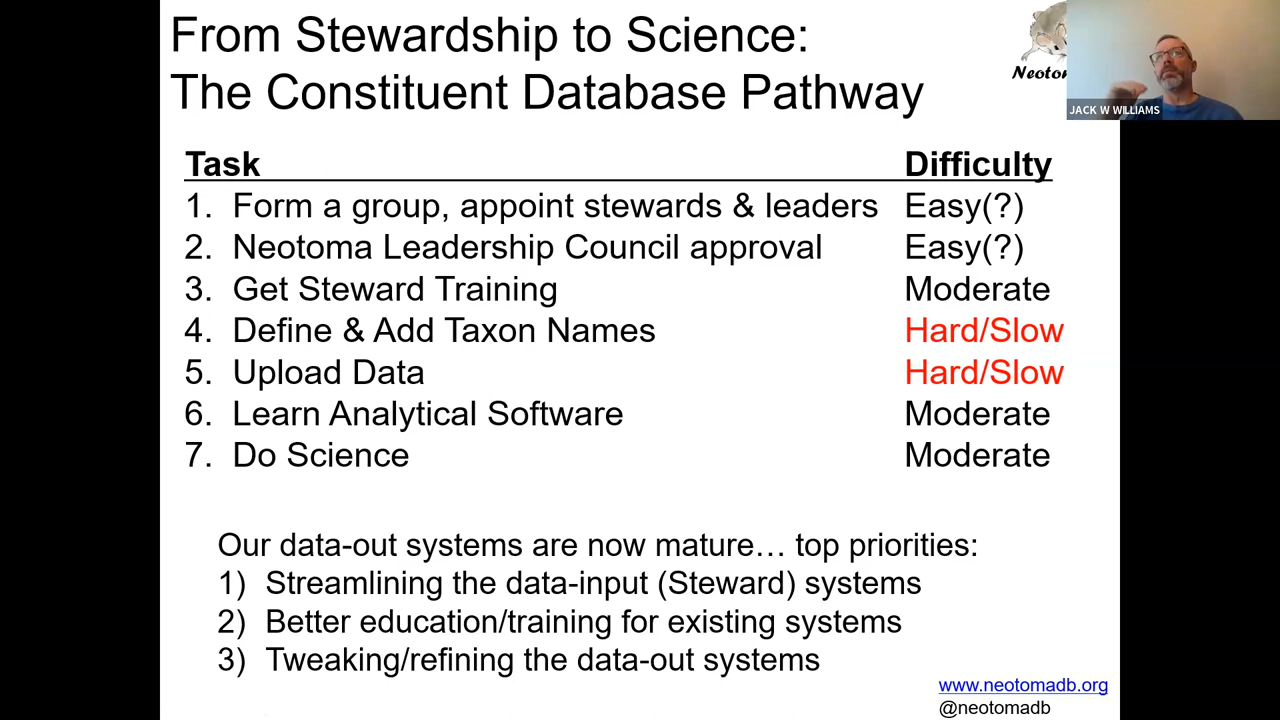 From Stewardship to Science:
The Constituent Database Pathway
JACK W WILLIAMS
Task Difficulty
1. Form a group, appoint stewards & leaders Easy(?)
2. Neotoma Leadership Council approval Easy(?)
3. Get Steward Training Moderate
4. Define & Add Taxon Names Hard/Slow
5. Upload Data Hard/Slow
6. Learn Analytical Software Moderate
7. Do Science Moderate
Our data-out systems are now mature… top priorities:
1) Streamlining the data-input (Steward) systems
2) Better education/training for existing systems
3) Tweaking/refining the data-out systems
www.neotomadb.org
@neotomadb